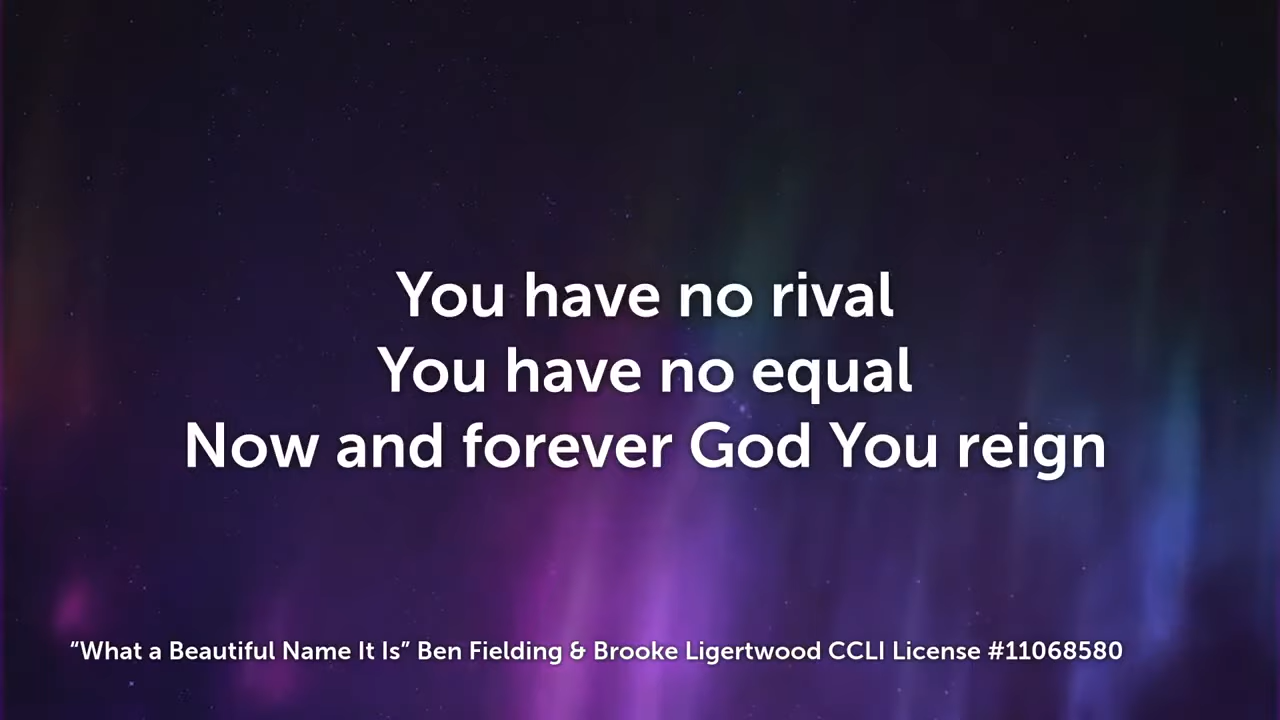 You have no rival
You have no equal
Now and forever God You reign
“What a Beautiful Name It Is” Ben Fielding & Brooke Ligertwood CCLI License #11068580